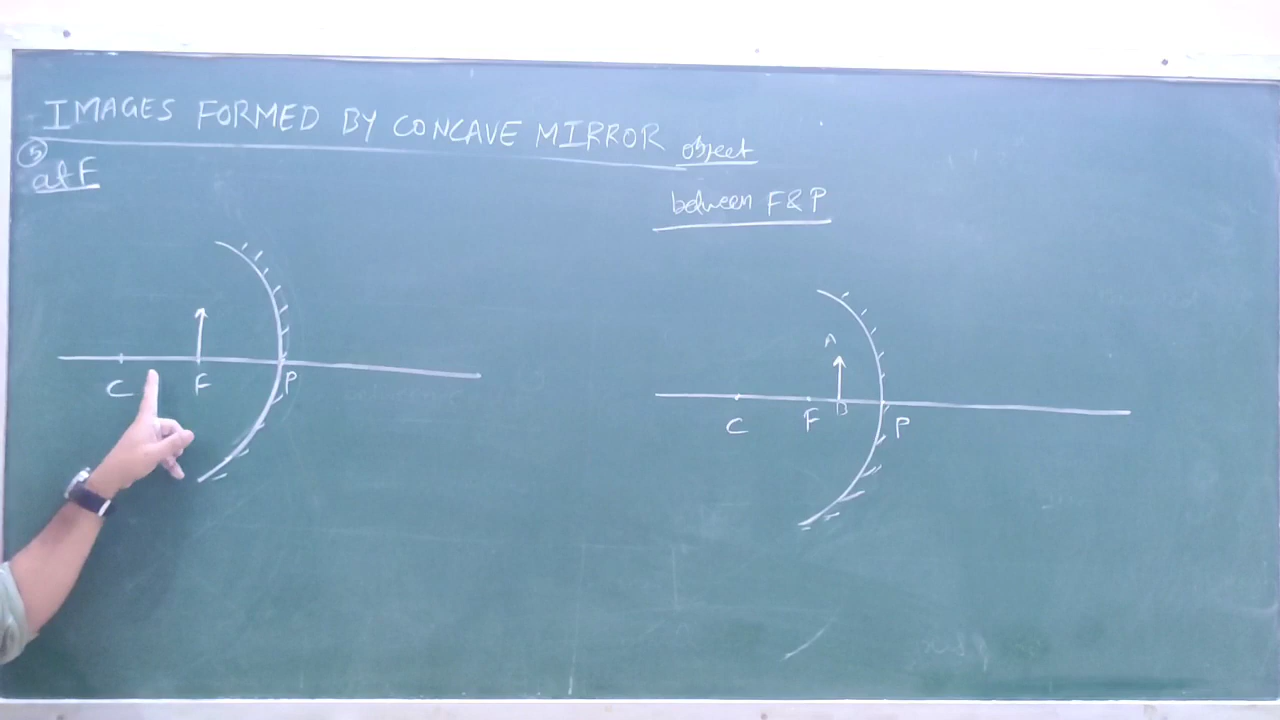 IMAGES FORMED BY CONCAVE MIRROR
5
at F
C F P
object
between F & P
A
B
C F P